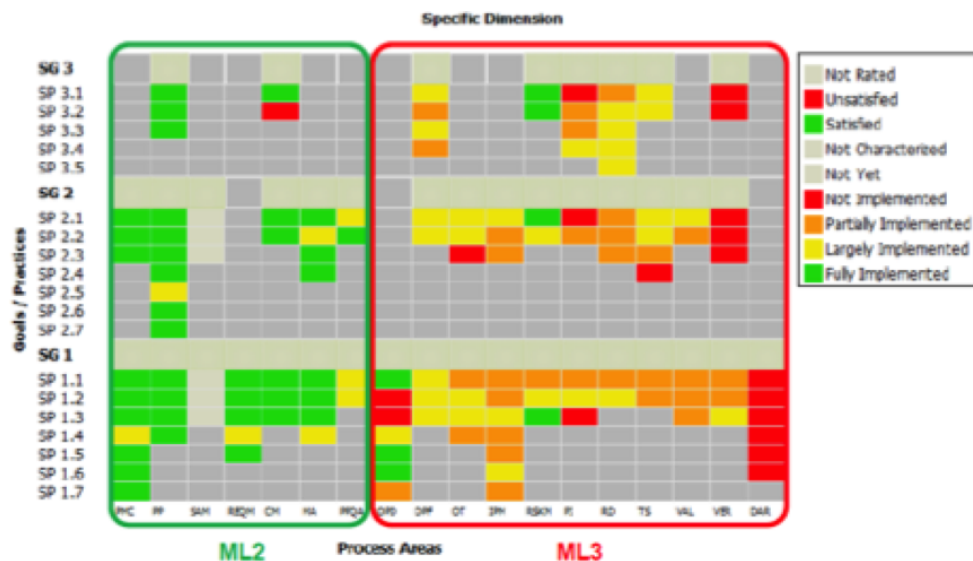 Specific Dimension
SG 3
SP 3.1
SP 3.2
SP 3.3
SP 3.4
SP 3.5
SG 2
SP 2.1
SP 2.2
SP 2.3
SP 2.4
SP 2.5
SP 2.6
SP 2.7
SG 1
SP 1.1
SP 1.2
SP 1.3
SP 1.4
SP 1.5
SP 1.6
SP 1.7
Goals / Practices
PMC PP SAM REQM CM MA PPQA OPD OPF OT IPM RSKM PI RD TS VAL VER DAR
ML2
Process Areas
ML3
Not Rated
Unsatisfied
Satisfied
Not Characterized
Not Yet
Not Implemented
Partially Implemented
Largely Implemented
Fully Implemented